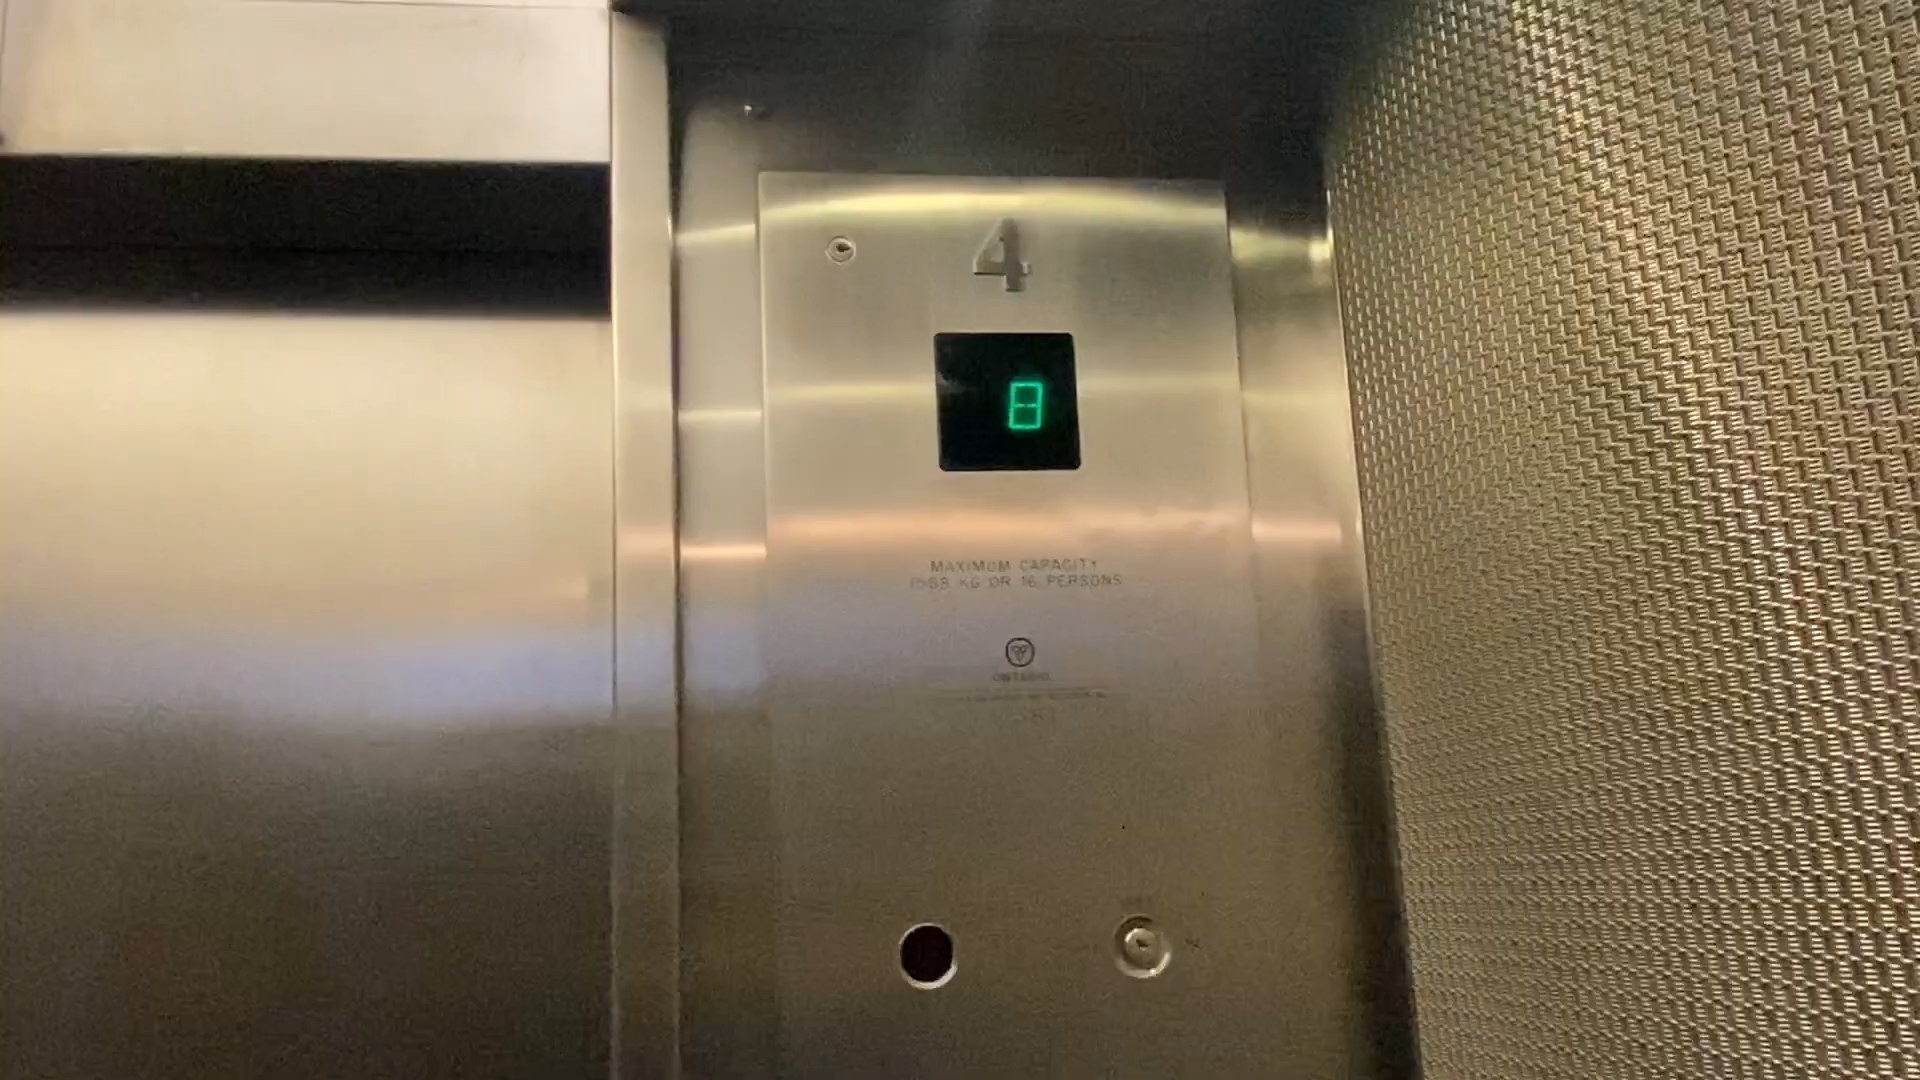 4
8
MAXIMUM CAPACITY
1588 KG OR 16 PERSONS
ONTARIO